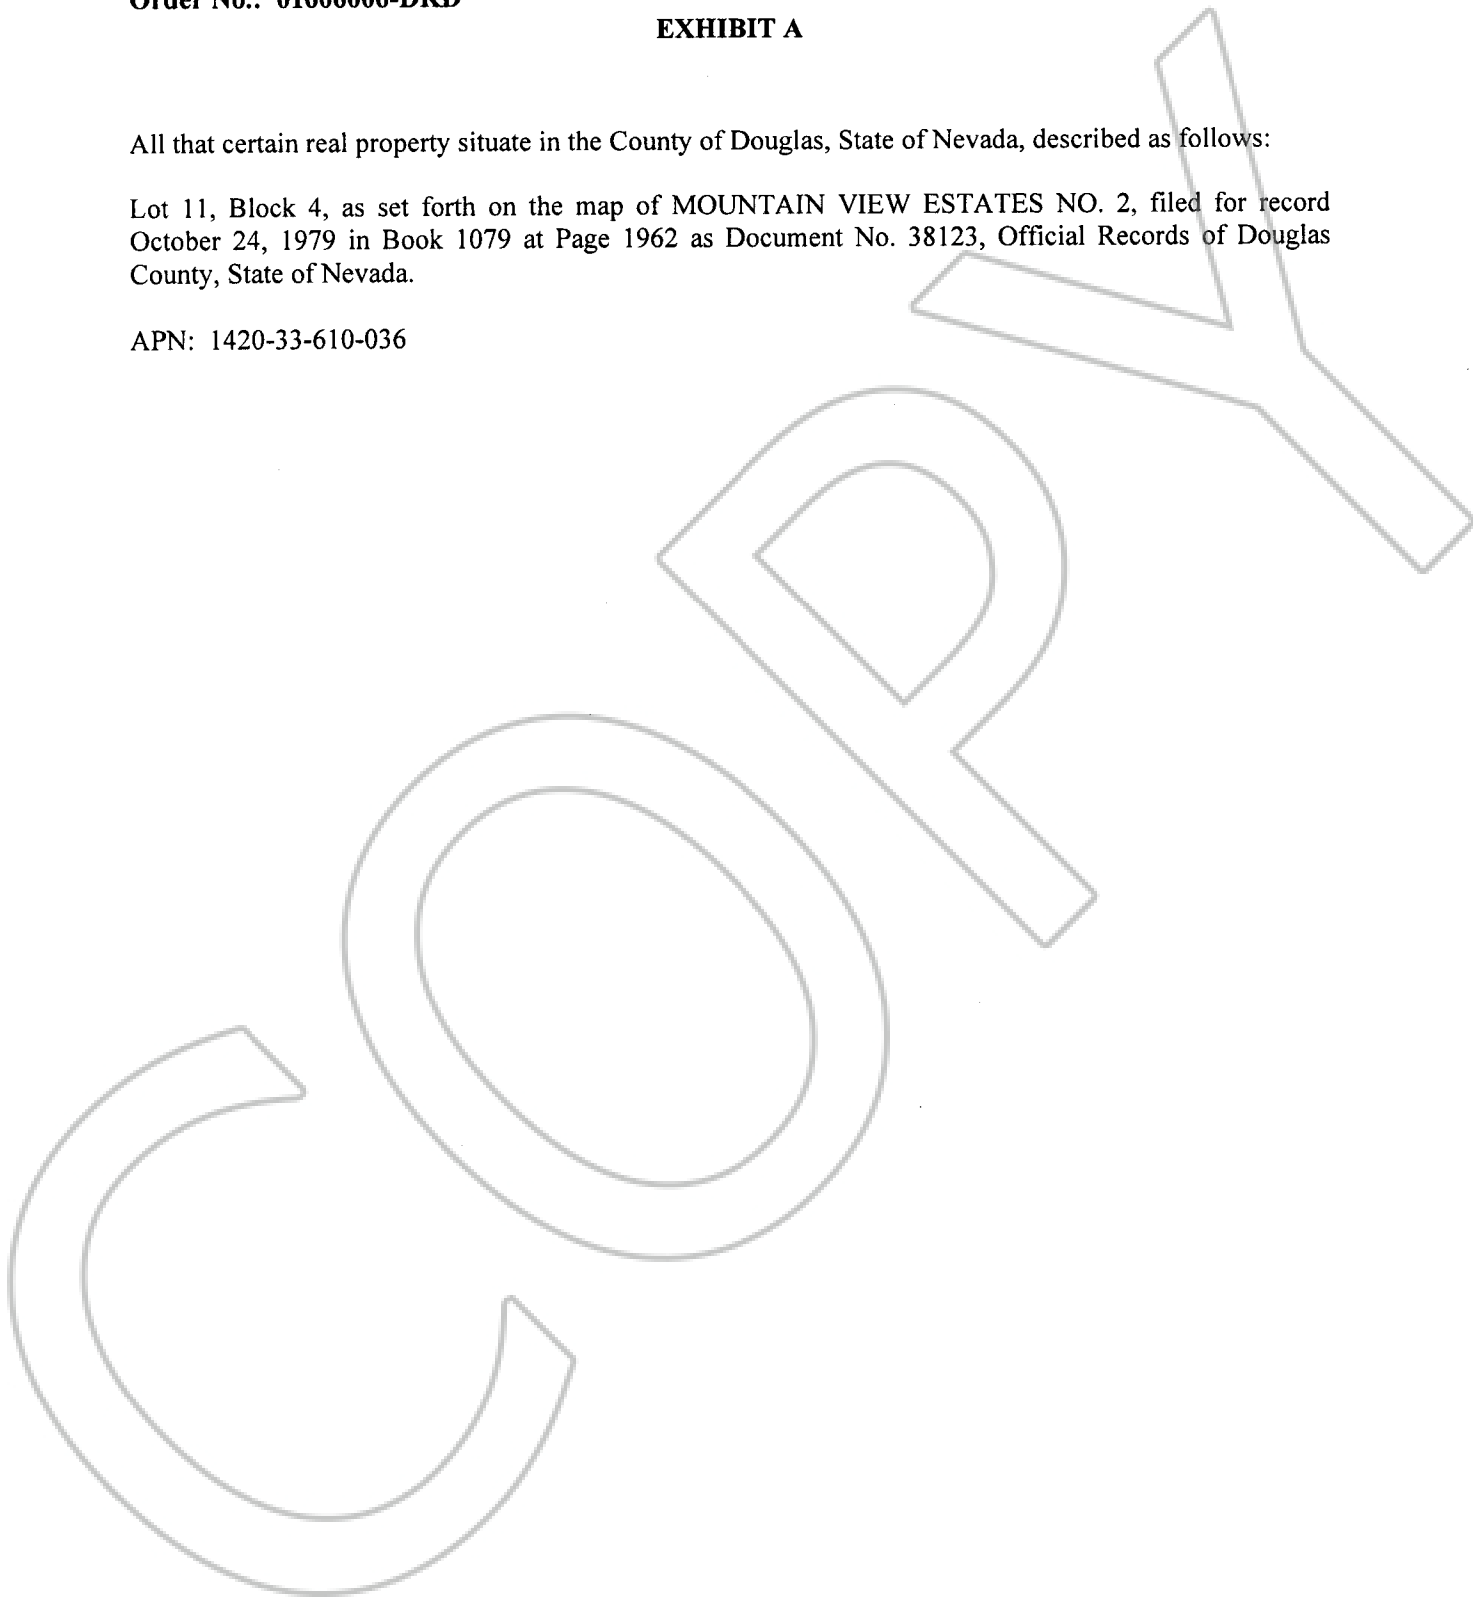 Order No.:
EXHIBIT A
All that certain real property situate in the County of Douglas, State of Nevada, described as follows:
Lot 11, Block 4, as set forth on the map of MOUNTAIN VIEW ESTATES NO. 2, filed for record
October 24, 1979 in Book 1079 at Page 1962 as Document No. 38123, Official Records of Douglas
County, State of Nevada.
APN: 1420-33-610-036
COPY